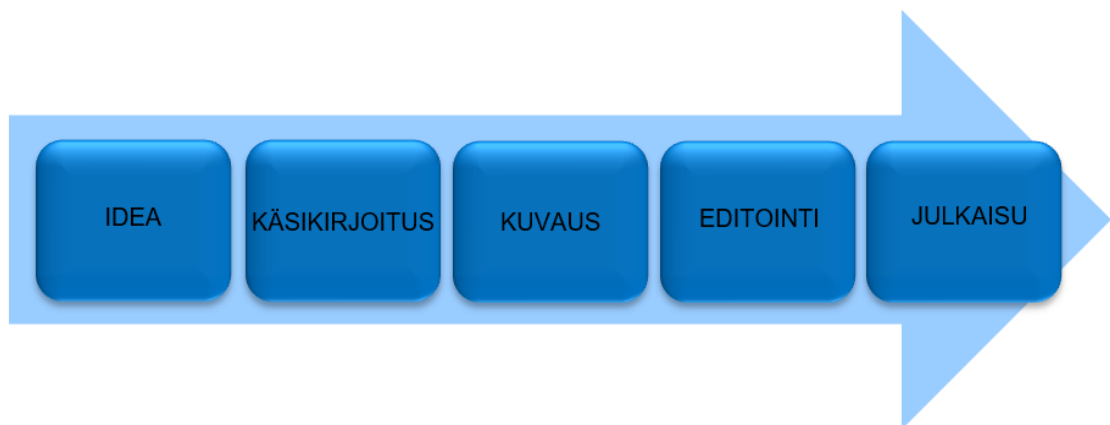 IDEA
KÄSIKIRJOITUS
KUVAUS
EDITOINTI
JULKAISU